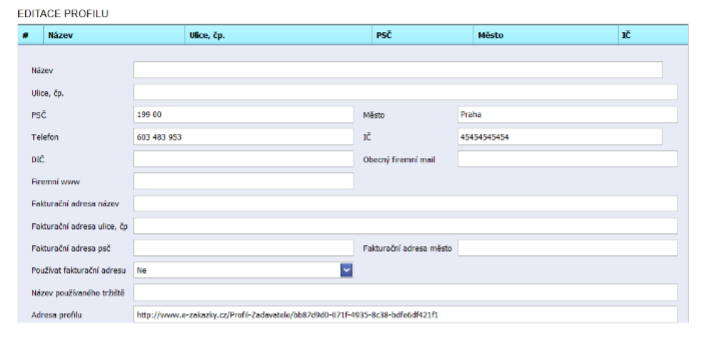 EDITACE PROFILU
# Název Ulice, čp. PSČ Město IČ
Název
Ulice, čp.
PSČ 199 00 Město Praha
Telefon 603 483 953 IČ 45454545454
DIČ Obecný firemní mail
Firemní www
Fakturační adresa název
Fakturační adresa ulice, čp
Fakturační adresa psč Fakturační adresa město
Používat fakturační adresu Ne
Název používaného tržiště
Adresa profilu http://www.e-zakazky.cz/Profil-Zadavatele/bb87d9d0-071f-4935-8c38-bdfe6df421f1